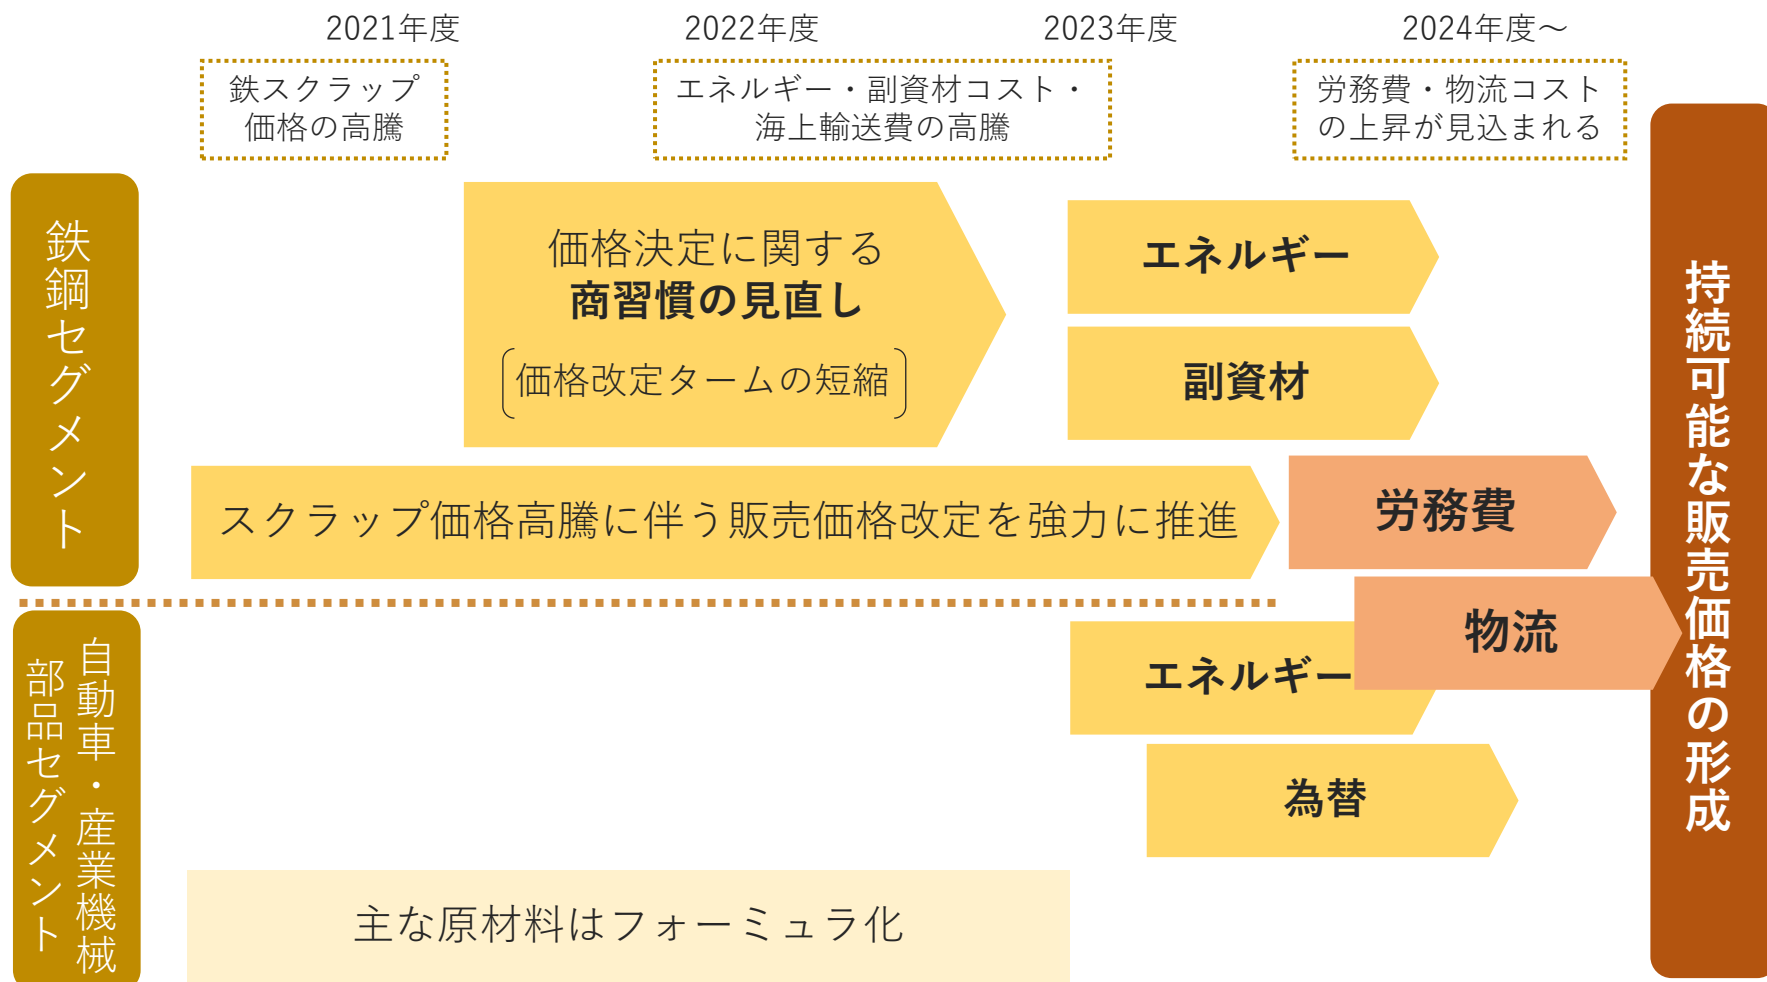 2021年度
2022年度
2023年度
2024年度～
鉄スクラップ
価格の高騰
エネルギー・副資材コスト・
海上輸送費の高騰
労務費・物流コスト
の上昇が見込まれる
鉄鋼セグメント
価格決定に関する
商習慣の見直し
価格改定タームの短縮
エネルギー
副資材
スクラップ価格高騰に伴う販売価格改定を強力に推進
労務費
物流
自動車・産業機械
部品セグメント
エネルギー
為替
主な原材料はフォーミュラ化
持続可能な販売価格の形成